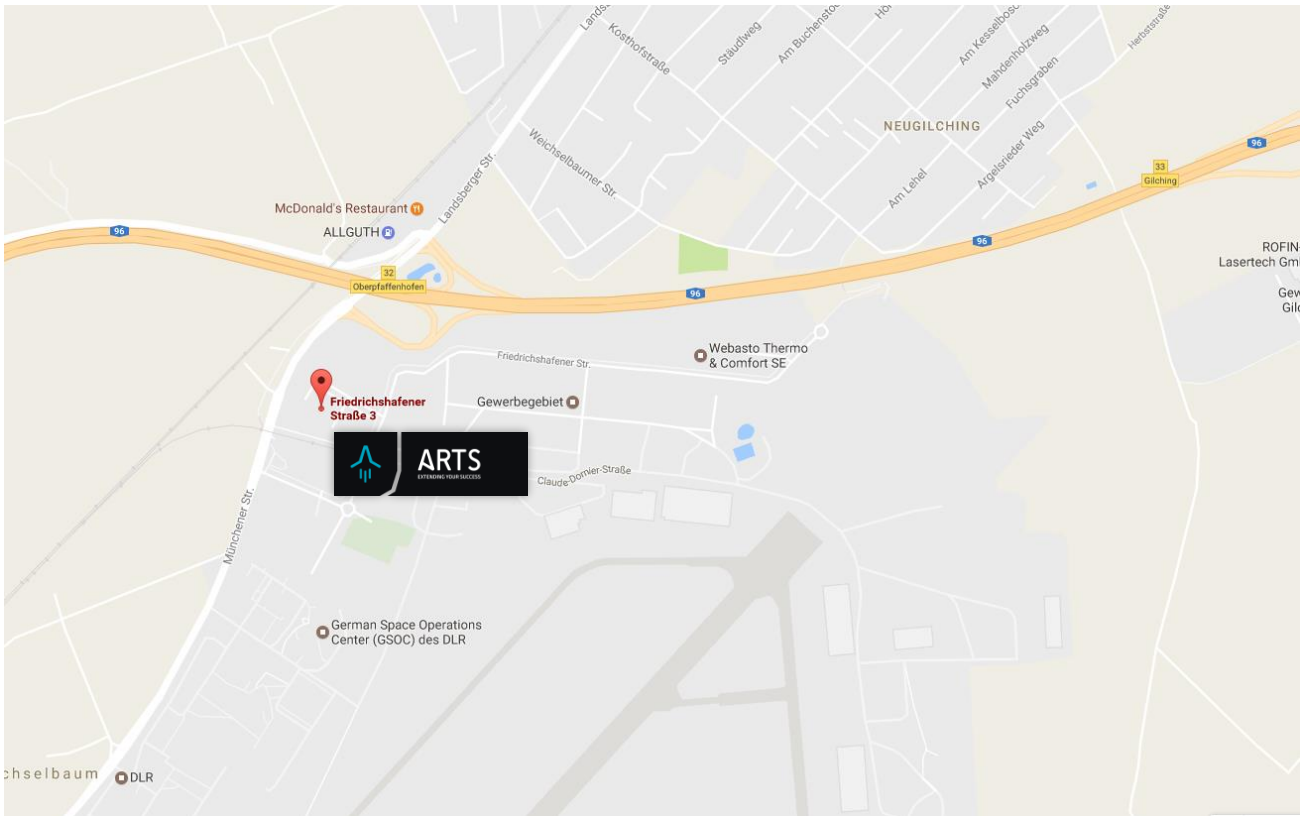 Landsberger Str.
Kosthofstraße
Stäudlweg
Am Buchenstock
Am Kesselboschen
Mahdenholzweg
Fuchsgraben
Herbststraße
NEUGILCHING
Weichselbaumer Str.
Argelsrieder Weg
Am Lehel
96
33
Gilching
McDonald's Restaurant
ALLGUTH
96
96
32
Oberpfaffenhofen
96
ROFIN-
Lasertech Gm
Gew
Gilc
Friedrichshafener Str.
Webasto Thermo
& Comfort SE
Friedrichshafener
Straße 3
Gewerbegebiet
ARTS
EXTENDING YOUR SUCCESS
Claude-Dornier-Straße
Münchener Str.
German Space Operations
Center (GSOC) des DLR
chselbaum
DLR